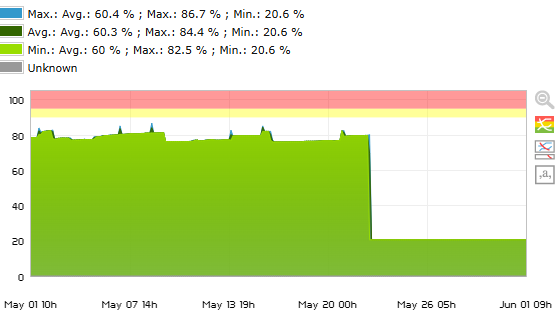 Max.: Avg.: 60.4 % ; Max.: 86.7 % ; Min.: 20.6 %
Avg.: Avg.: 60.3 % ; Max.: 84.4 % ; Min.: 20.6 %
Min.: Avg.: 60 % ; Max.: 82.5 % ; Min.: 20.6 %
Unknown
100
80
60
40
20
0
May 01 10h May 07 14h May 13 19h May 20 00h May 26 05h Jun 01 09h
,a,